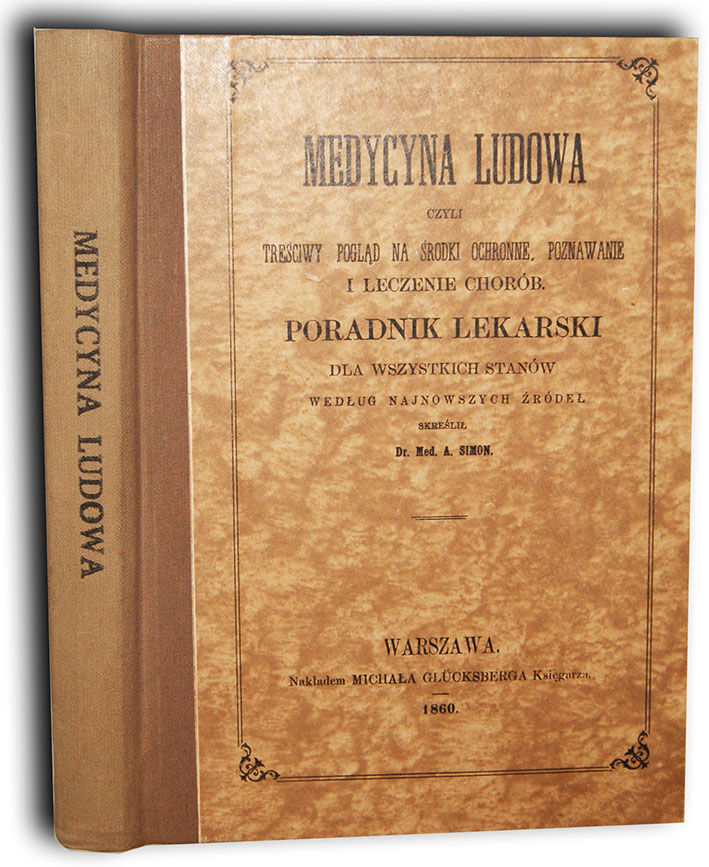 MEDYCYNA LUDOWA
MEDYCYNA LUDOWA
CZYLI
TREŚCIWY POGLĄD NA ŚRODKI OCHRONNE, POZNAWANIE
I LECZENIE CHORÓB.
PORADNIK LEKARSKI
DLA WSZYSTKICH STANÓW
WEDŁUG NAJNOWSZYCH ŹRÓDEŁ
SKREŚLIŁ
Dr. Med. A. SIMON.
WARSZAWA.
Nakładem MICHAŁA GLÜCKSBERGA Księgarza.
1860.